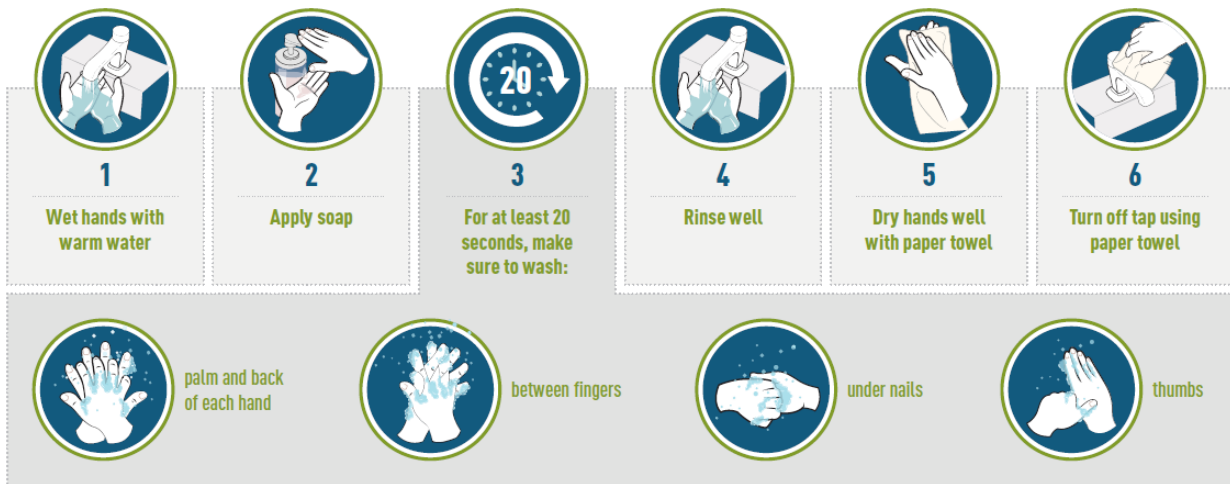 20
1
Wet hands with
warm water
2
Apply soap
3
For at least 20
seconds, make
sure to wash:
4
Rinse well
5
Dry hands well
with paper towel
6
Turn off tap using
paper towel
palm and back
of each hand
between fingers
under nails
thumbs